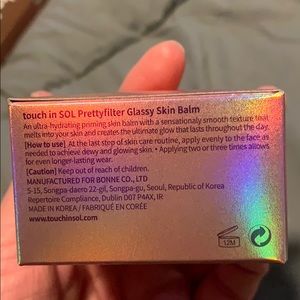 touch in SOL Prettyfilter Glassy Skin Balm
An ultra-hydrating priming skin balm with a sensationally smooth texture that
melts into your skin and creates the ultimate glow that lasts throughout the day.
[How to use] At the last step of skin care routine, apply evenly to the face as
needed to achieve dewy and glowing skin. • Applying two or three times allows
for even longer-lasting wear.
[Caution] Keep out of reach of children.
MANUFACTURED FOR BONNE CO., LTD
5-15, Songpa-daero 22-gil, Songpa-gu, Seoul, Republic of Korea
Repertoire Compliance, Dublin D07 P4AX, IR
MADE IN KOREA / FABRIQUÉ EN CORÉE
www.touchinsol.com
12M